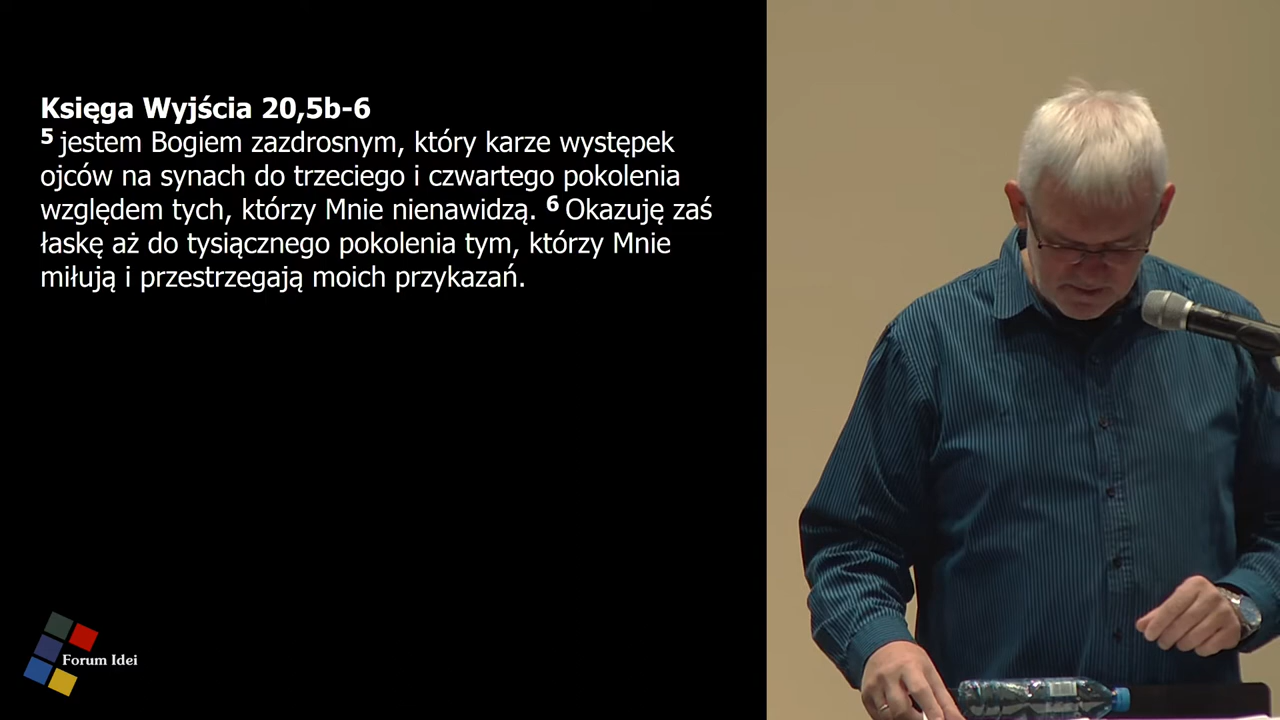 Księga Wyjścia 20,5b-6
5 jestem Bogiem zazdrosnym, który karze występek
ojców na synach do trzeciego i czwartego pokolenia
względem tych, którzy Mnie nienawidzą. 6 Okazuję zaś
łaskę aż do tysiącznego pokolenia tym, którzy Mnie
miłują i przestrzegają moich przykazań.
Forum Idei